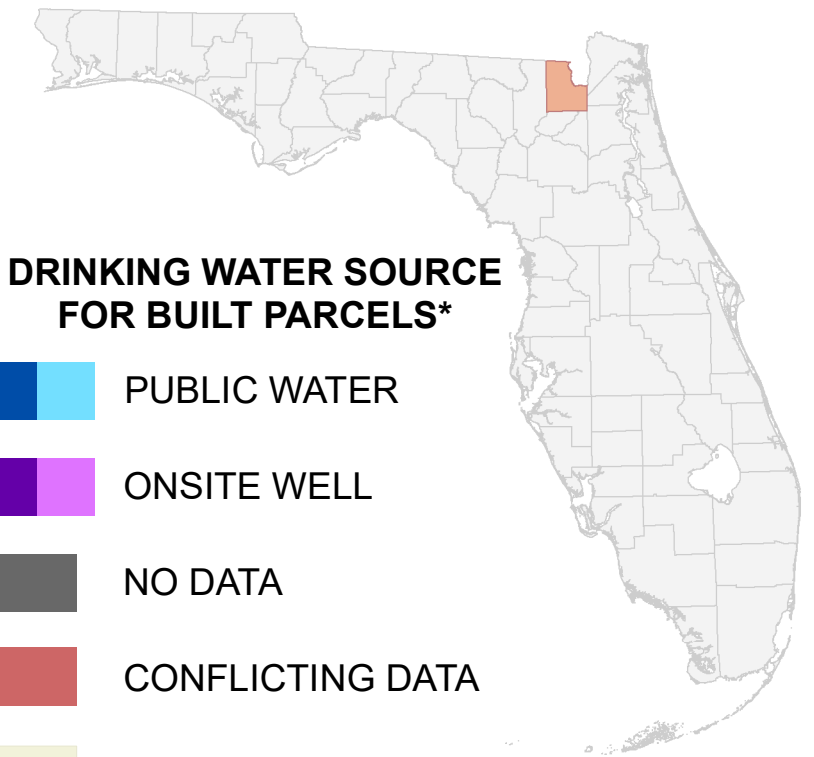 DRINKING WATER SOURCE
FOR BUILT PARCELS*
PUBLIC WATER
ONSITE WELL
NO DATA
CONFLICTING DATA